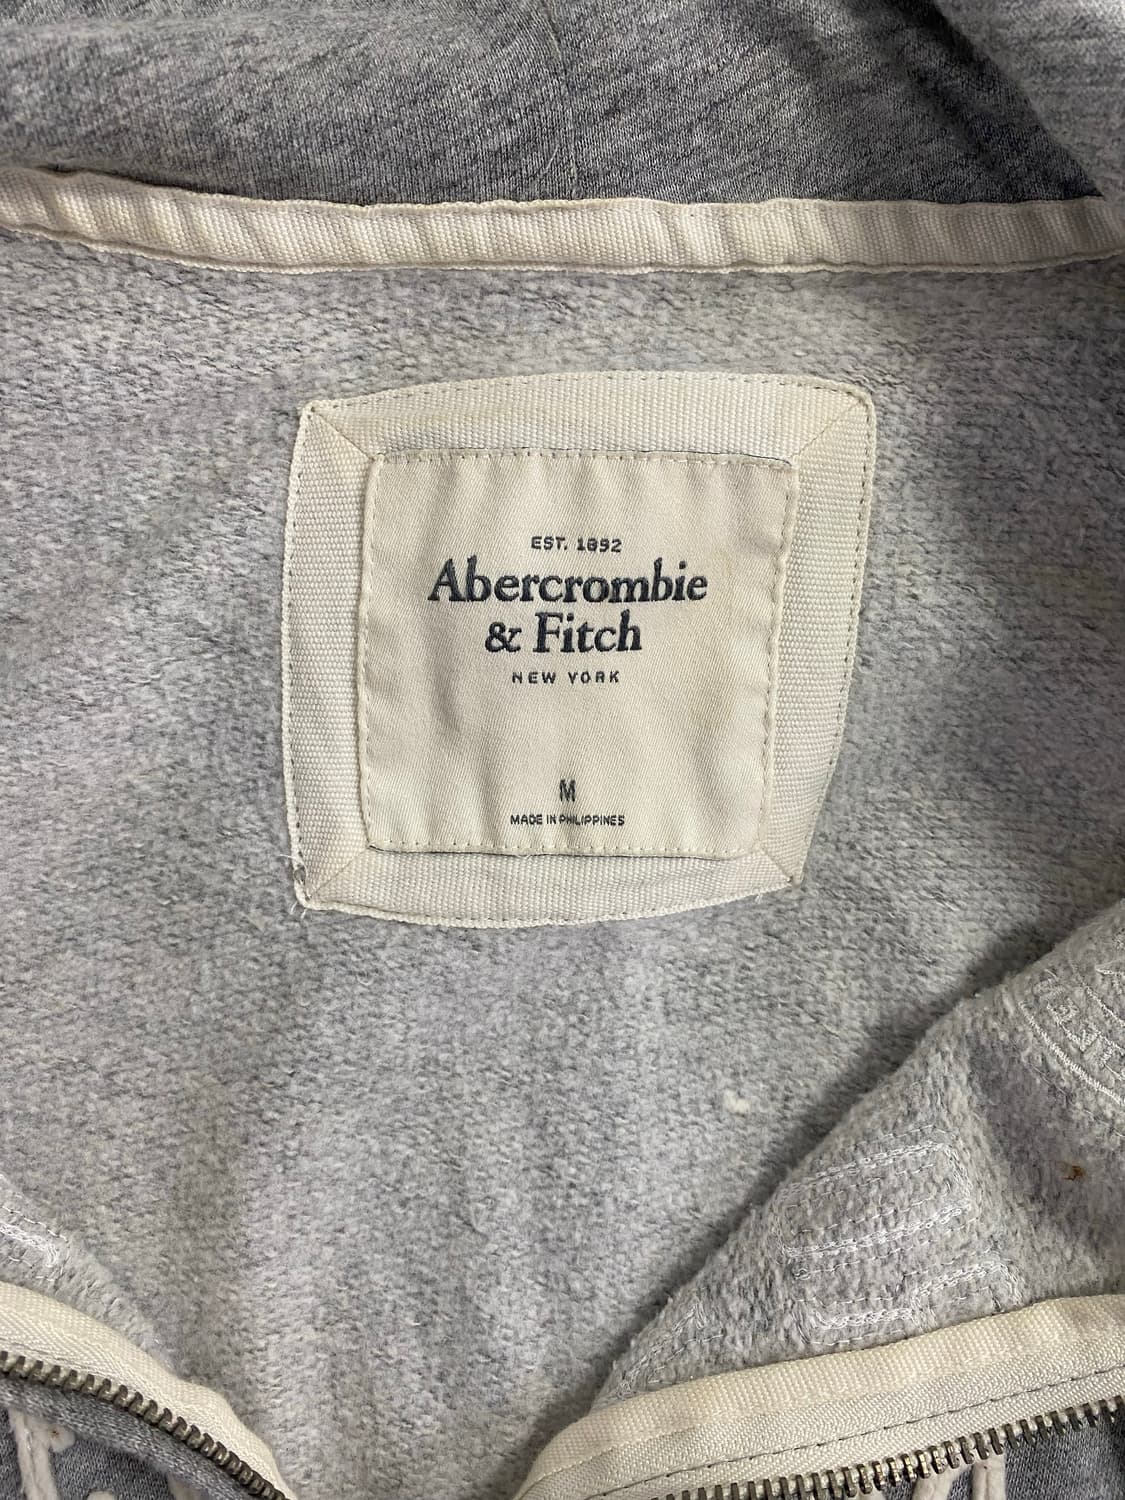 EST. 1892
Abercrombie
& Fitch
NEW YORK
M
MADE IN PHILIPPINES